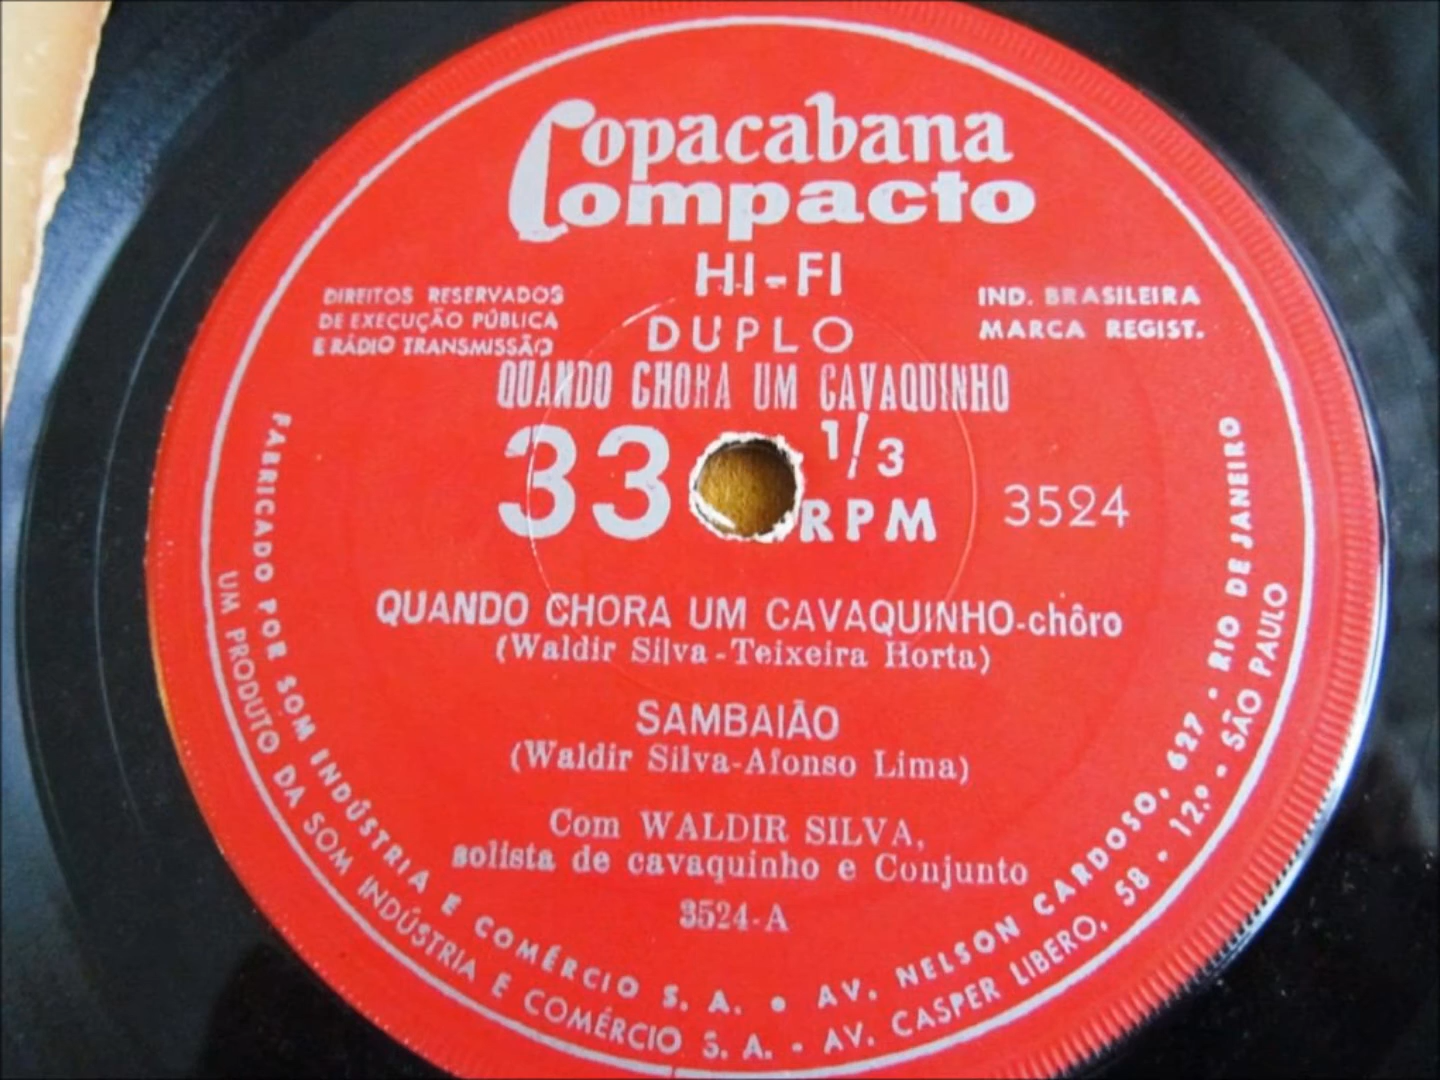 Copacabana
Compacto
HI-FI
DUPLO
DIREITOS RESERVADOS
DE EXECUÇÃO PÚBLICA
E RÁDIO TRANSMISSÃO
IND. BRASILEIRA
MARCA REGIST.
QUANDO CHORA UM CAVAQUINHO
33 1/3 RPM
3524
QUANDO CHORA UM CAVAQUINHO-chôro
(Waldir Silva-Teixeira Horta)
SAMBAIÃO
(Waldir Silva-Afonso Lima)
Com WALDIR SILVA,
solista de cavaquinho e Conjunto
3524-A
FABRICADO POR SOM INDÚSTRIA E COMÉRCIO S. A. • AV. NELSON CARDOSO, 627 • RIO DE JANEIRO
UM PRODUTO DA SOM INDÚSTRIA E COMÉRCIO S. A. - AV. CASPER LIBERO, 58 - 12.º - SÃO PAULO